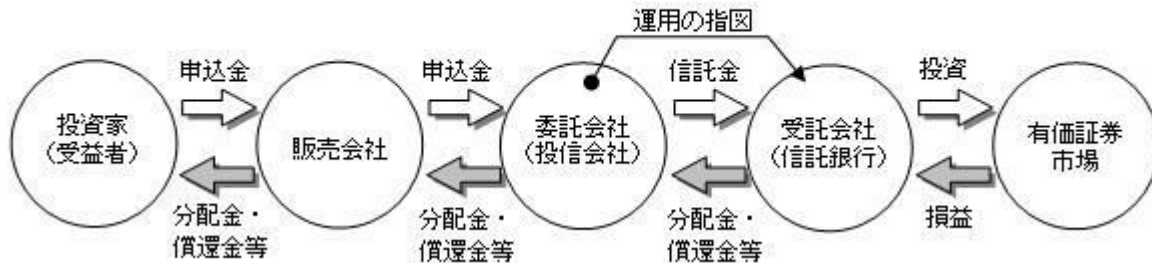 運用の指図
申込金
申込金
信託金
投資
投資家
(受益者)
販売会社
委託会社
(投信会社)
受託会社
(信託銀行)
有価証券
市場
分配金・
償還金等
分配金・
償還金等
分配金・
償還金等
損益